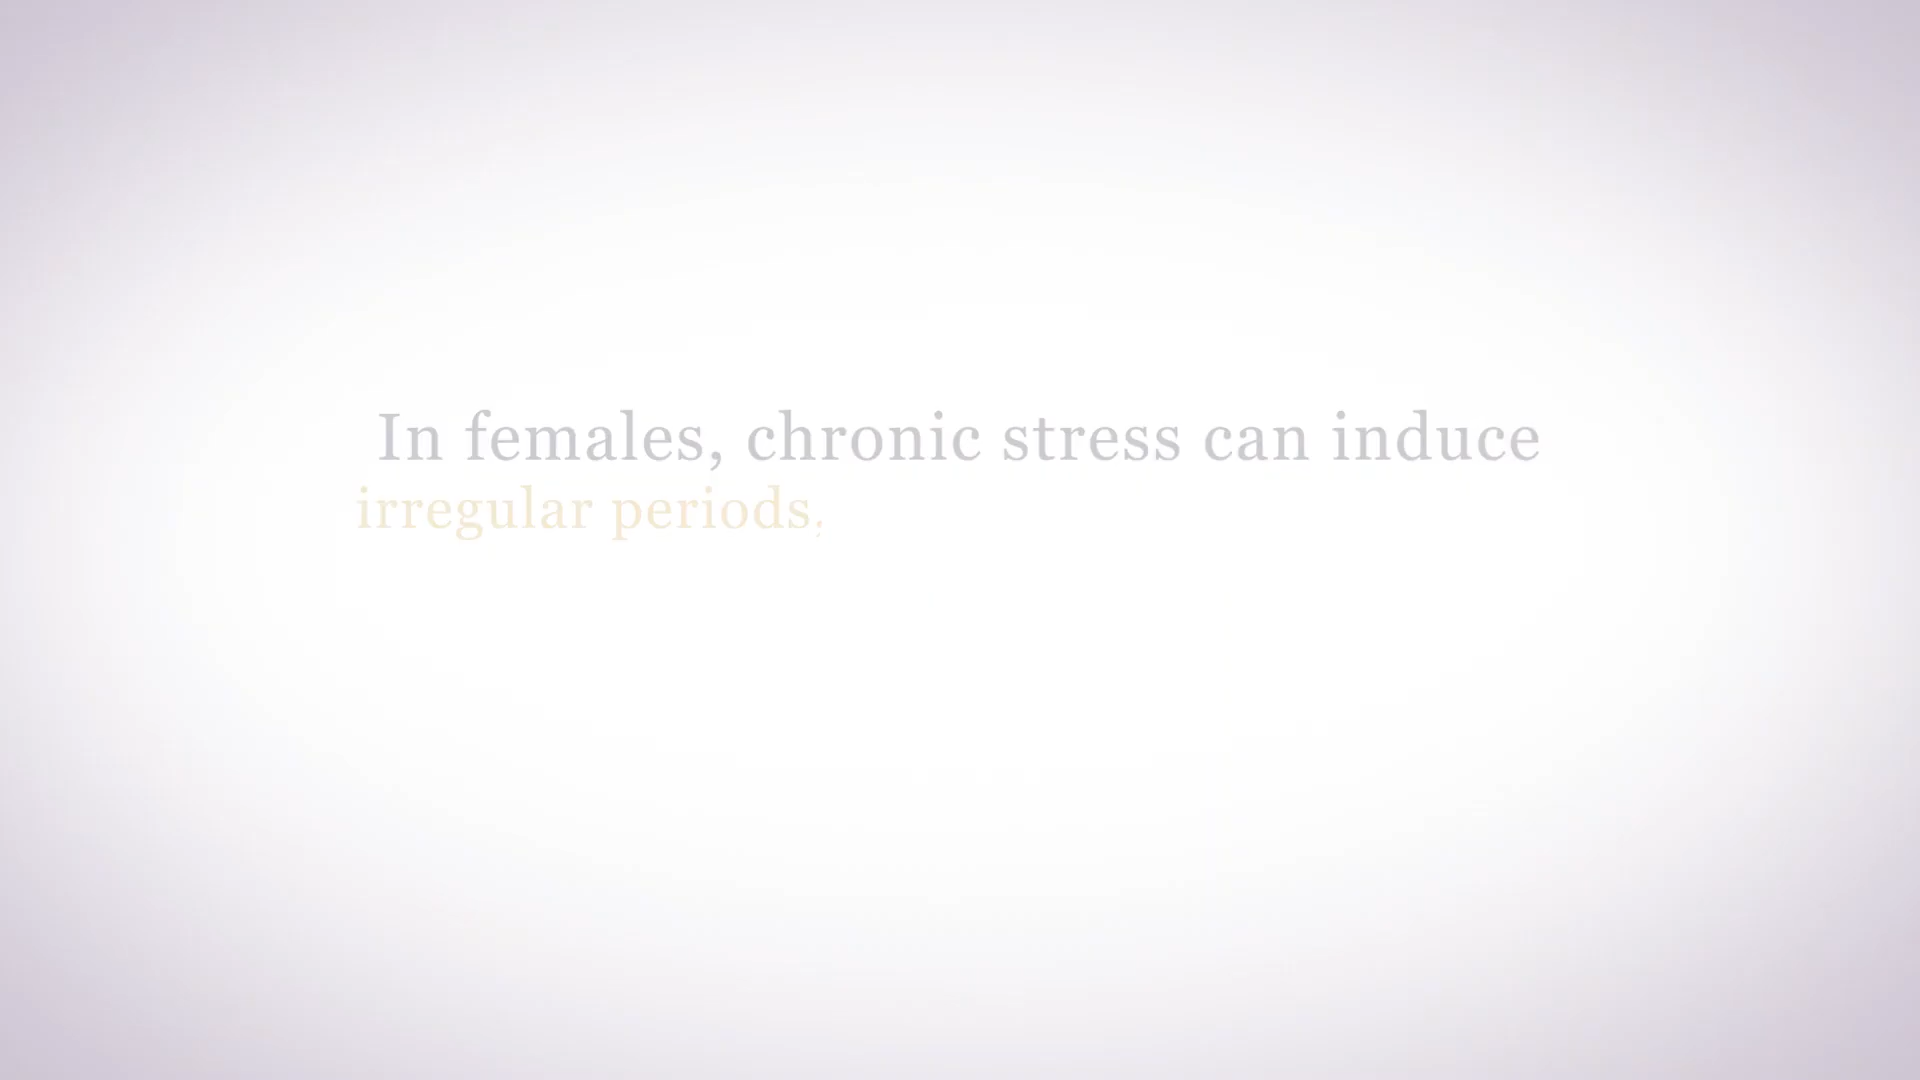 In females, chronic stress can induce
irregular periods,